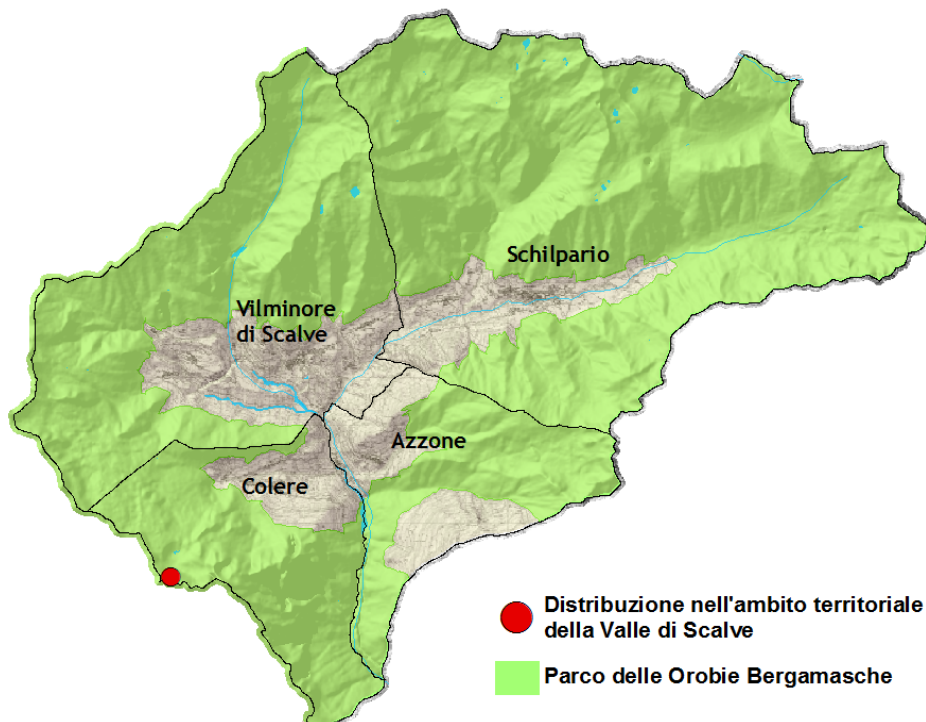 Schilpario
Vilminore
di Scalve
Azzone
Colere
Distribuzione nell'ambito territoriale
della Valle di Scalve
Parco delle Orobie Bergamasche